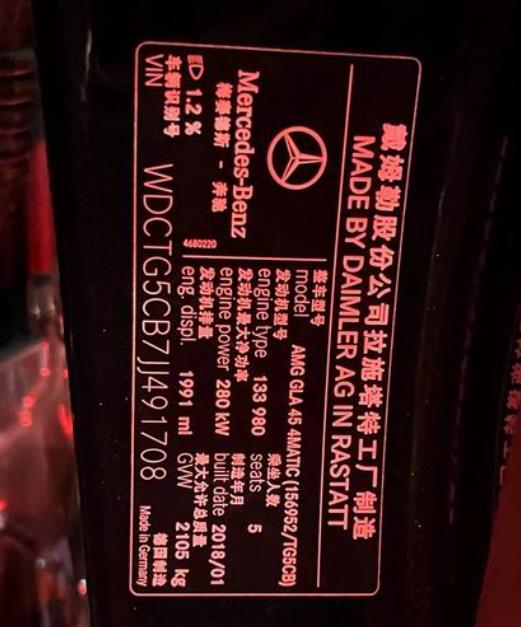 戴姆勒股份公司拉施塔特工厂制造
MADE BY DAIMLER AG IN RASTATT
Mercedes-Benz
梅赛德斯 - 奔驰
4680220
1.2 %
整车型号
model AMG GLA 45 4MATIC (156952/TG5CB)
发动机型号 乘坐人数
engine type 133 980 seats 5
发动机最大净功率 制造年月
engine power 280 kW built date 2018/01
发动机排量 最大允许总质量
eng. displ. 1991 ml GVW 2105 kg
车辆识别号 德国制造
VIN WDCTG5CB7JJ491708 Made in Germany